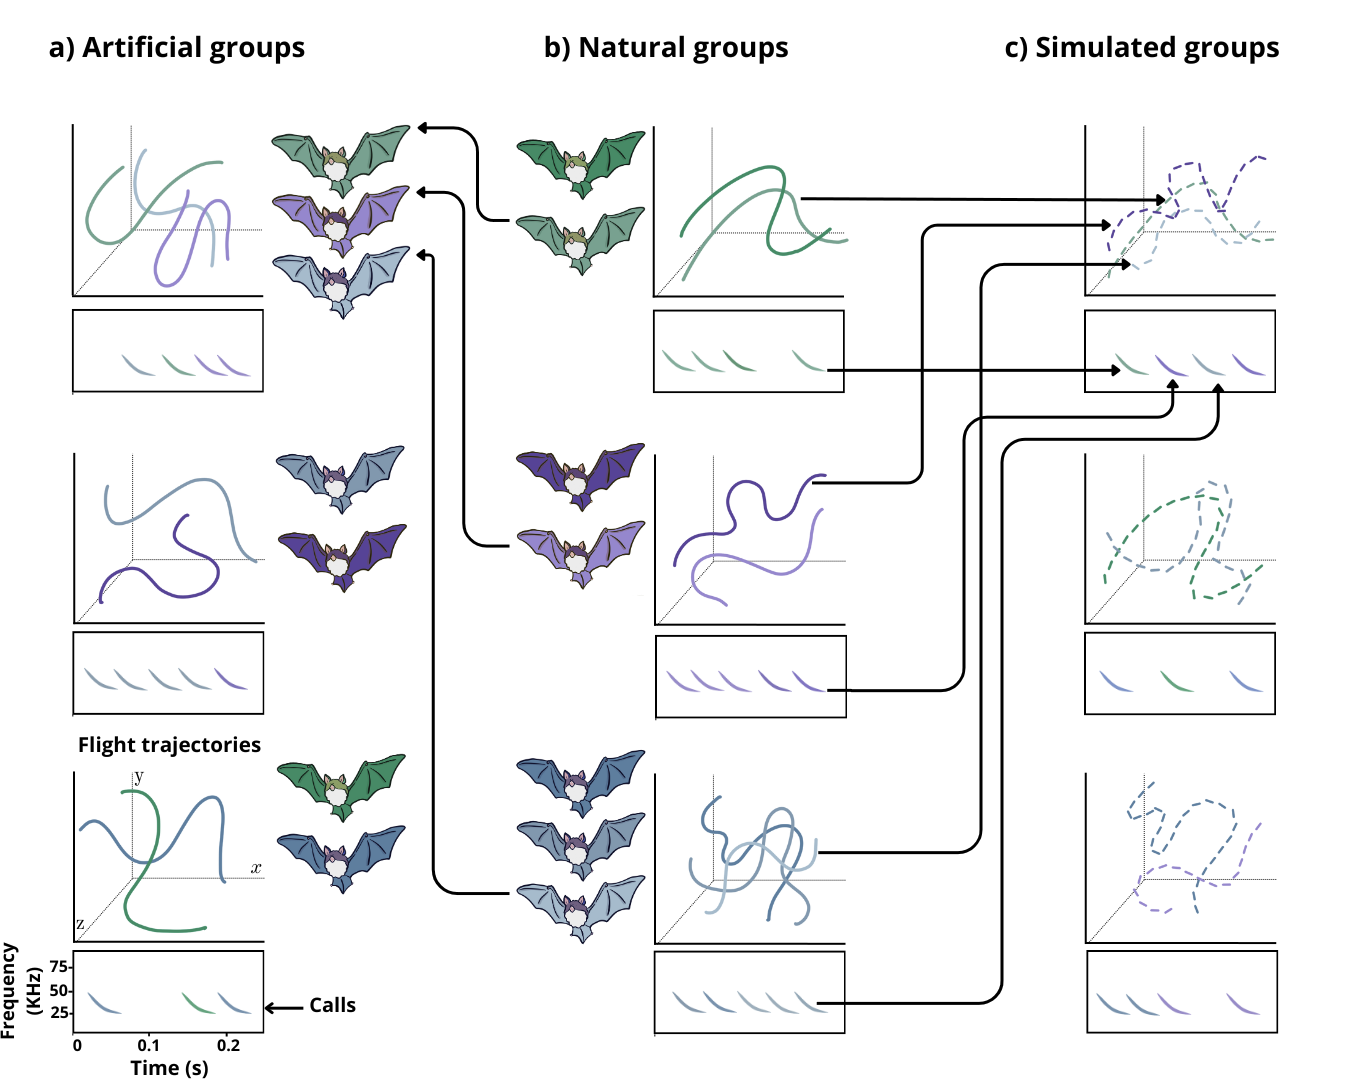 a) Artificial groups
b) Natural groups
c) Simulated groups
Flight trajectories
y
x
z
Frequency
(KHz)
75
50
25
Calls
0
0.1
0.2
Time (s)